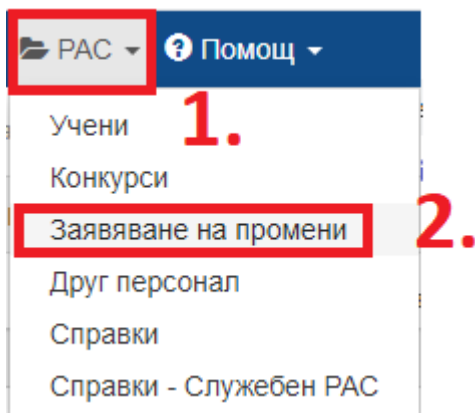 РАС Помощ
1.
Учени
Конкурси
Заявяване на промени
2.
Друг персонал
Справки
Справки - Служебен РАС